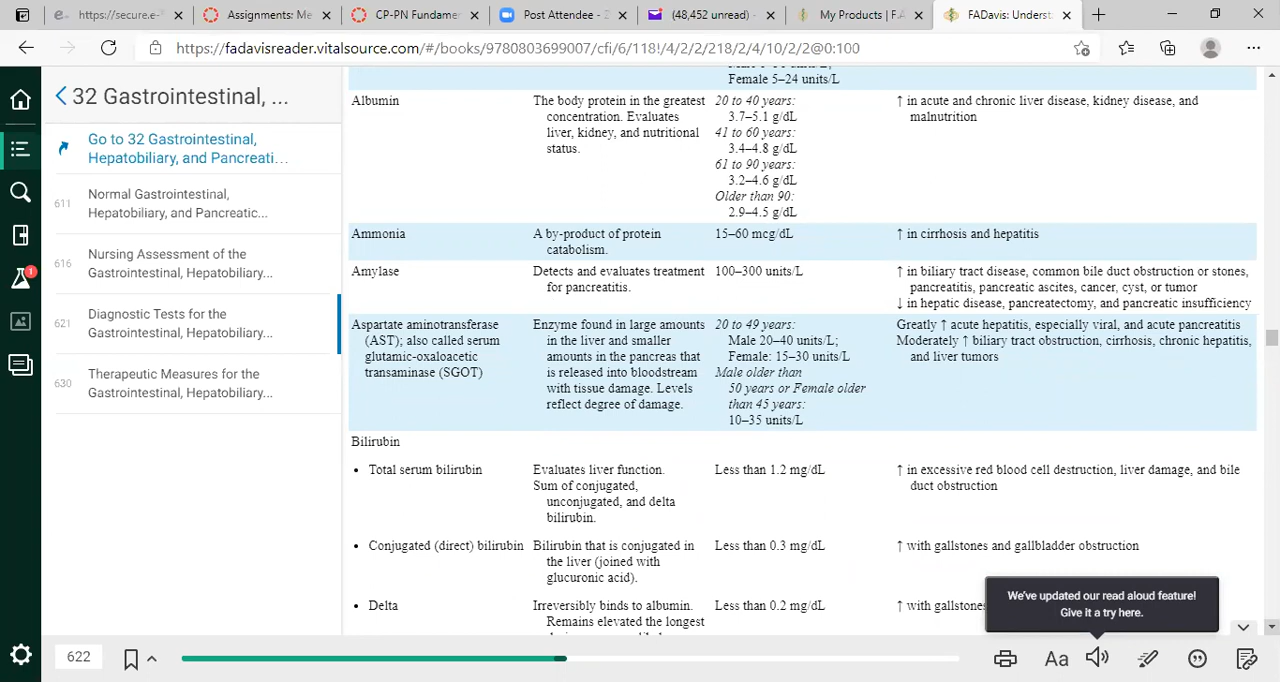 https://secure.e-
Assignments: Me
CP-PN Fundamer
Post Attendee - Z
(48,452 unread) -
My Products | F.A
FADavis: Underst
https://fadavisreader.vitalsource.com/#/books/9780803699007/cfi/6/118!/4/2/2/218/2/4/10/2/2@0:100
32 Gastrointestinal, ...
Go to 32 Gastrointestinal,
Hepatobiliary, and Pancreati...
611
Normal Gastrointestinal,
Hepatobiliary, and Pancreatic...
616
Nursing Assessment of the
Gastrointestinal, Hepatobiliary...
621
Diagnostic Tests for the
Gastrointestinal, Hepatobiliary...
630
Therapeutic Measures for the
Gastrointestinal, Hepatobiliary...
Female 5–24 units/L
Albumin
The body protein in the greatest
concentration. Evaluates
liver, kidney, and nutritional
status.
20 to 40 years:
3.7–5.1 g/dL
41 to 60 years:
3.4–4.8 g/dL
61 to 90 years:
3.2–4.6 g/dL
Older than 90:
2.9–4.5 g/dL
↑ in acute and chronic liver disease, kidney disease, and
malnutrition
Ammonia
A by-product of protein
catabolism.
15–60 mcg/dL
↑ in cirrhosis and hepatitis
Amylase
Detects and evaluates treatment
for pancreatitis.
100–300 units/L
↑ in biliary tract disease, common bile duct obstruction or stones,
pancreatitis, pancreatic ascites, cancer, cyst, or tumor
↓ in hepatic disease, pancreatectomy, and pancreatic insufficiency
Aspartate aminotransferase
(AST); also called serum
glutamic-oxaloacetic
transaminase (SGOT)
Enzyme found in large amounts
in the liver and smaller
amounts in the pancreas that
is released into bloodstream
with tissue damage. Levels
reflect degree of damage.
20 to 49 years:
Male 20–40 units/L;
Female: 15–30 units/L
Male older than
50 years or Female older
than 45 years:
10–35 units/L
Greatly ↑ acute hepatitis, especially viral, and acute pancreatitis
Moderately ↑ biliary tract obstruction, cirrhosis, chronic hepatitis,
and liver tumors
Bilirubin
• Total serum bilirubin
Evaluates liver function.
Sum of conjugated,
unconjugated, and delta
bilirubin.
Less than 1.2 mg/dL
↑ in excessive red blood cell destruction, liver damage, and bile
duct obstruction
• Conjugated (direct) bilirubin
Bilirubin that is conjugated in
the liver (joined with
glucuronic acid).
Less than 0.3 mg/dL
↑ with gallstones and gallbladder obstruction
• Delta
Irreversibly binds to albumin.
Remains elevated the longest
Less than 0.2 mg/dL
↑ with gallstones
We've updated our read aloud feature!
Give it a try here.
622
Aa